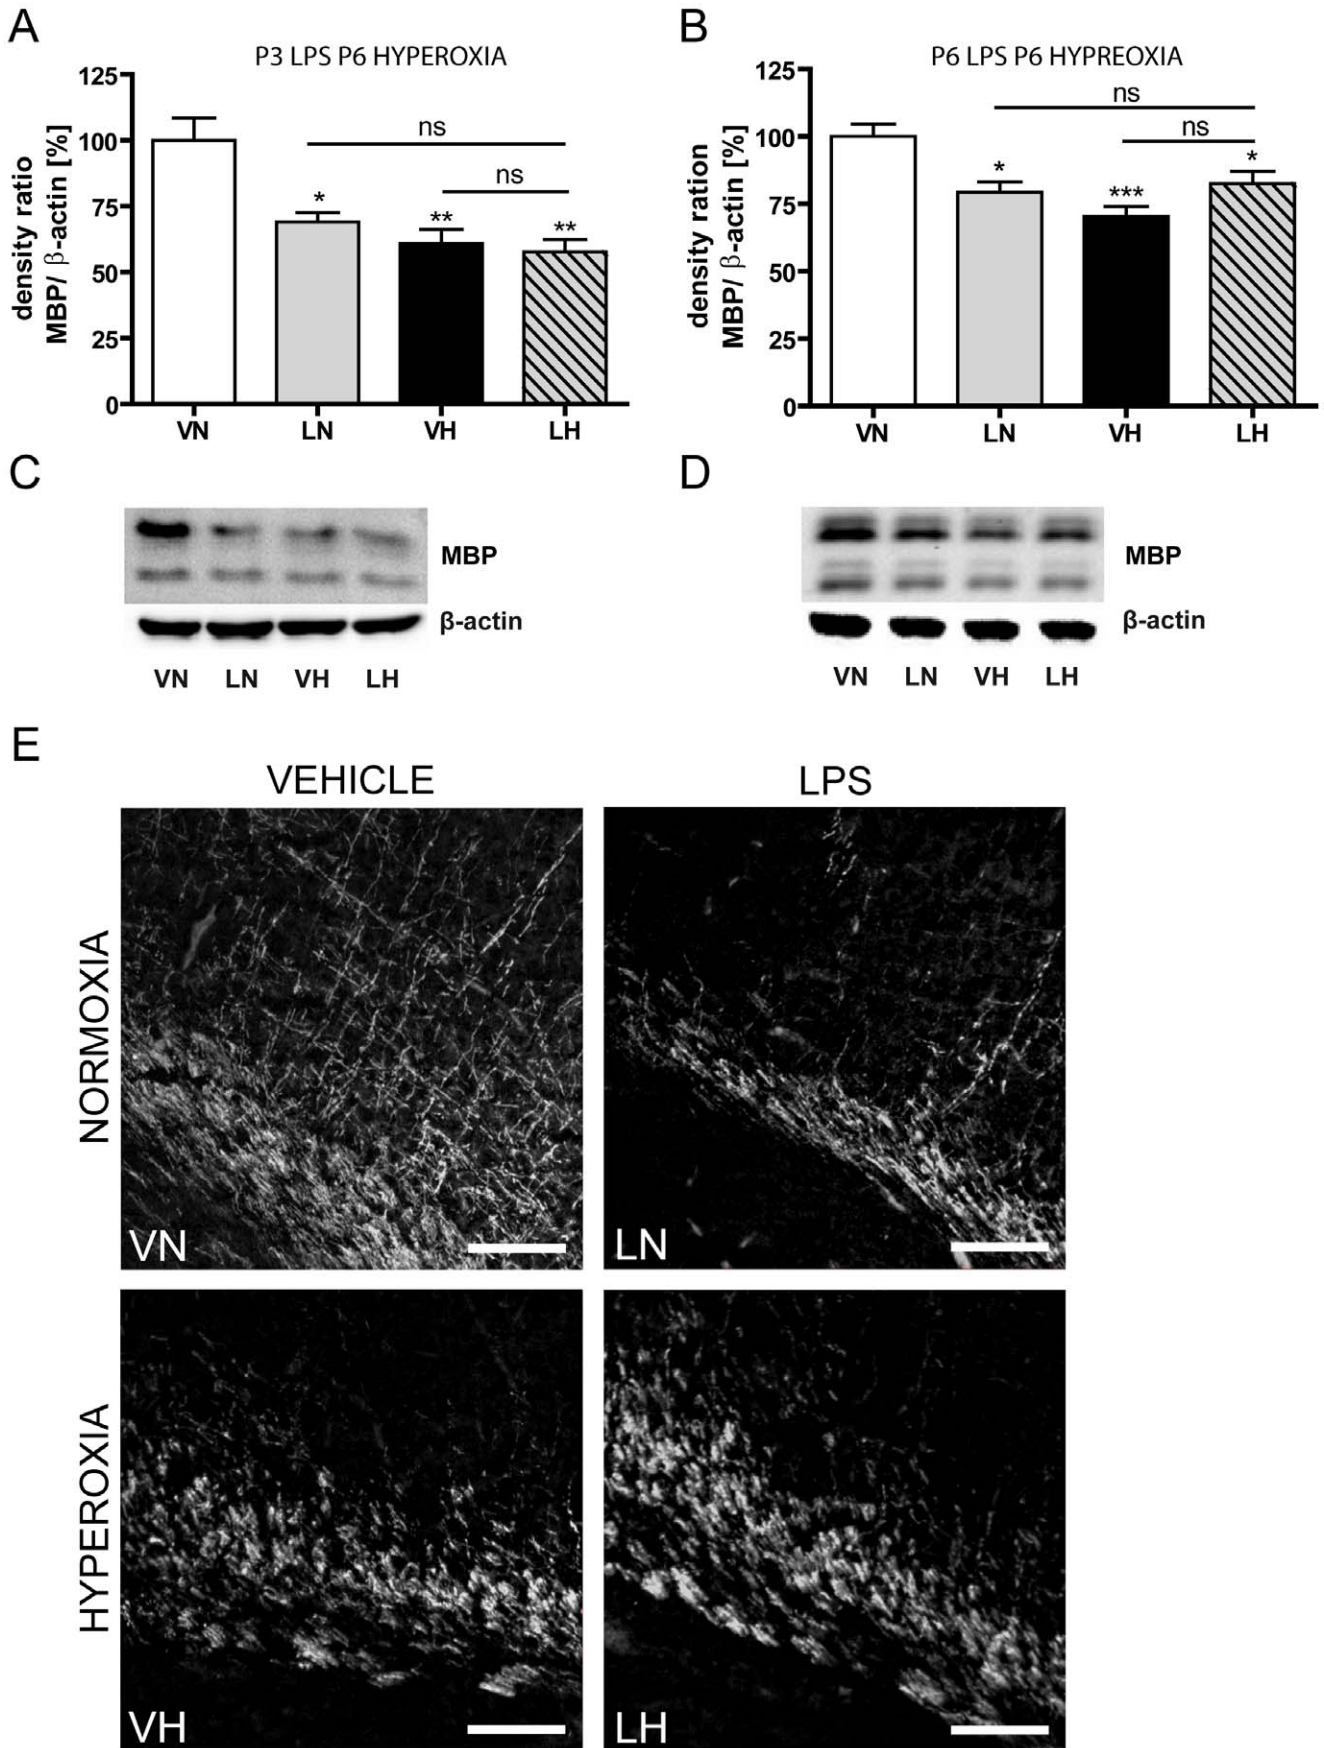 A
P3 LPS P6 HYPEROXIA
density ratio
MBP/ β-actin [%]
125
100
75
50
25
0
ns
ns
*
**
**
VN LN VH LH
B
P6 LPS P6 HYPREOXIA
density ration
MBP/ β-actin [%]
125
100
75
50
25
0
ns
ns
*
***
*
VN LN VH LH
C
MBP
β-actin
VN LN VH LH
D
MBP
β-actin
VN LN VH LH
E
VEHICLE LPS
NORMOXIA
VN LN
HYPEROXIA
VH LH